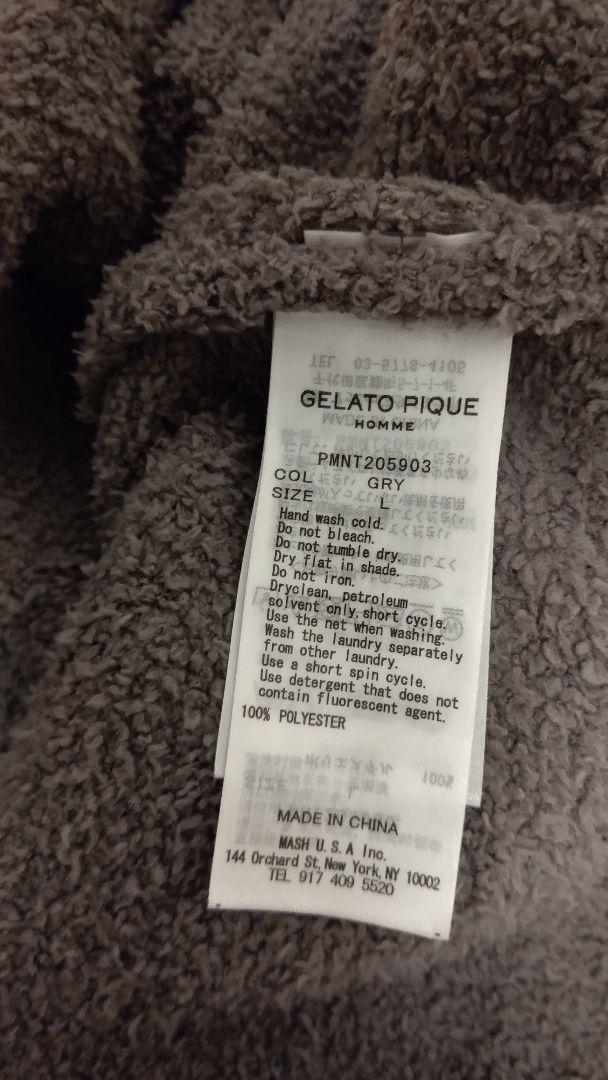 GELATO PIQUE
HOMME
PMNT205903
COL GRY
SIZE L
Hand wash cold.
Do not bleach.
Do not tumble dry.
Dry flat in shade.
Do not iron.
Dryclean, petroleum
solvent only, short cycle.
Use the net when washing.
Wash the laundry separately
from other laundry.
Use a short spin cycle.
Use detergent that does not
contain fluorescent agent.
100% POLYESTER
MADE IN CHINA
MASH U.S.A Inc.
144 Orchard St, New York, NY 10002
TEL 917 409 5520